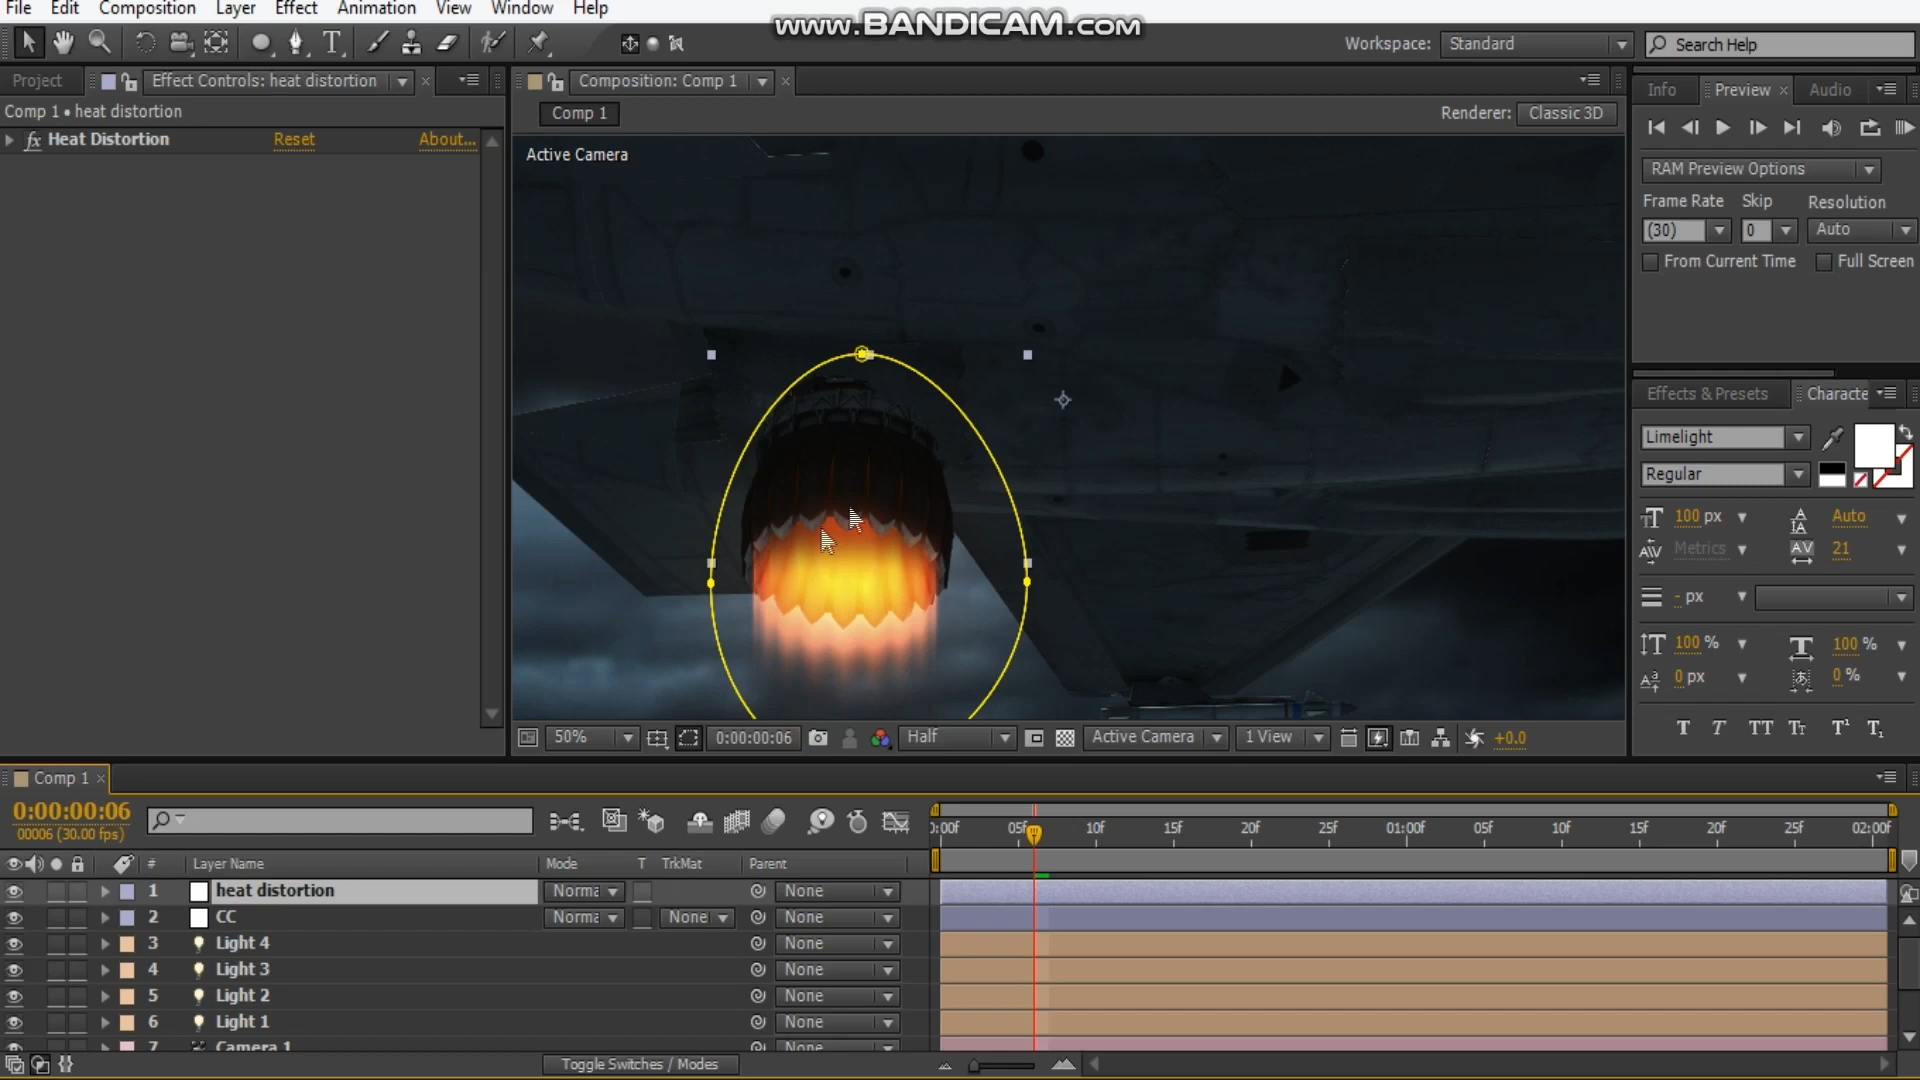 File Edit Composition Layer Effect Animation View Window Help
www.BANDICAM.com
Workspace: Standard Search Help
Project Effect Controls: heat distortion Composition: Comp 1 Info Preview Audio
Comp 1 • heat distortion Comp 1 Renderer: Classic 3D
fx Heat Distortion Reset About...
Active Camera
RAM Preview Options
Frame Rate Skip Resolution
(30) 0 Auto
From Current Time Full Screen
Effects & Presets Characte
Limelight
Regular
100 px Auto
Metrics 21
- px
100 % 100 %
0 px 0 %
T T TT Tt T¹ T₁
50% 0:00:00:06 Half Active Camera 1 View +0.0
Comp 1
0:00:00:06
00006 (30.00 fps)
):00f 05f 10f 15f 20f 25f 01:00f 05f 10f 15f 20f 25f 02:00f
# Layer Name Mode T TrkMat Parent
1 heat distortion Norma None
2 CC Norma None None
3 Light 4 None
4 Light 3 None
5 Light 2 None
6 Light 1 None
7 Camera 1 None
Toggle Switches / Modes